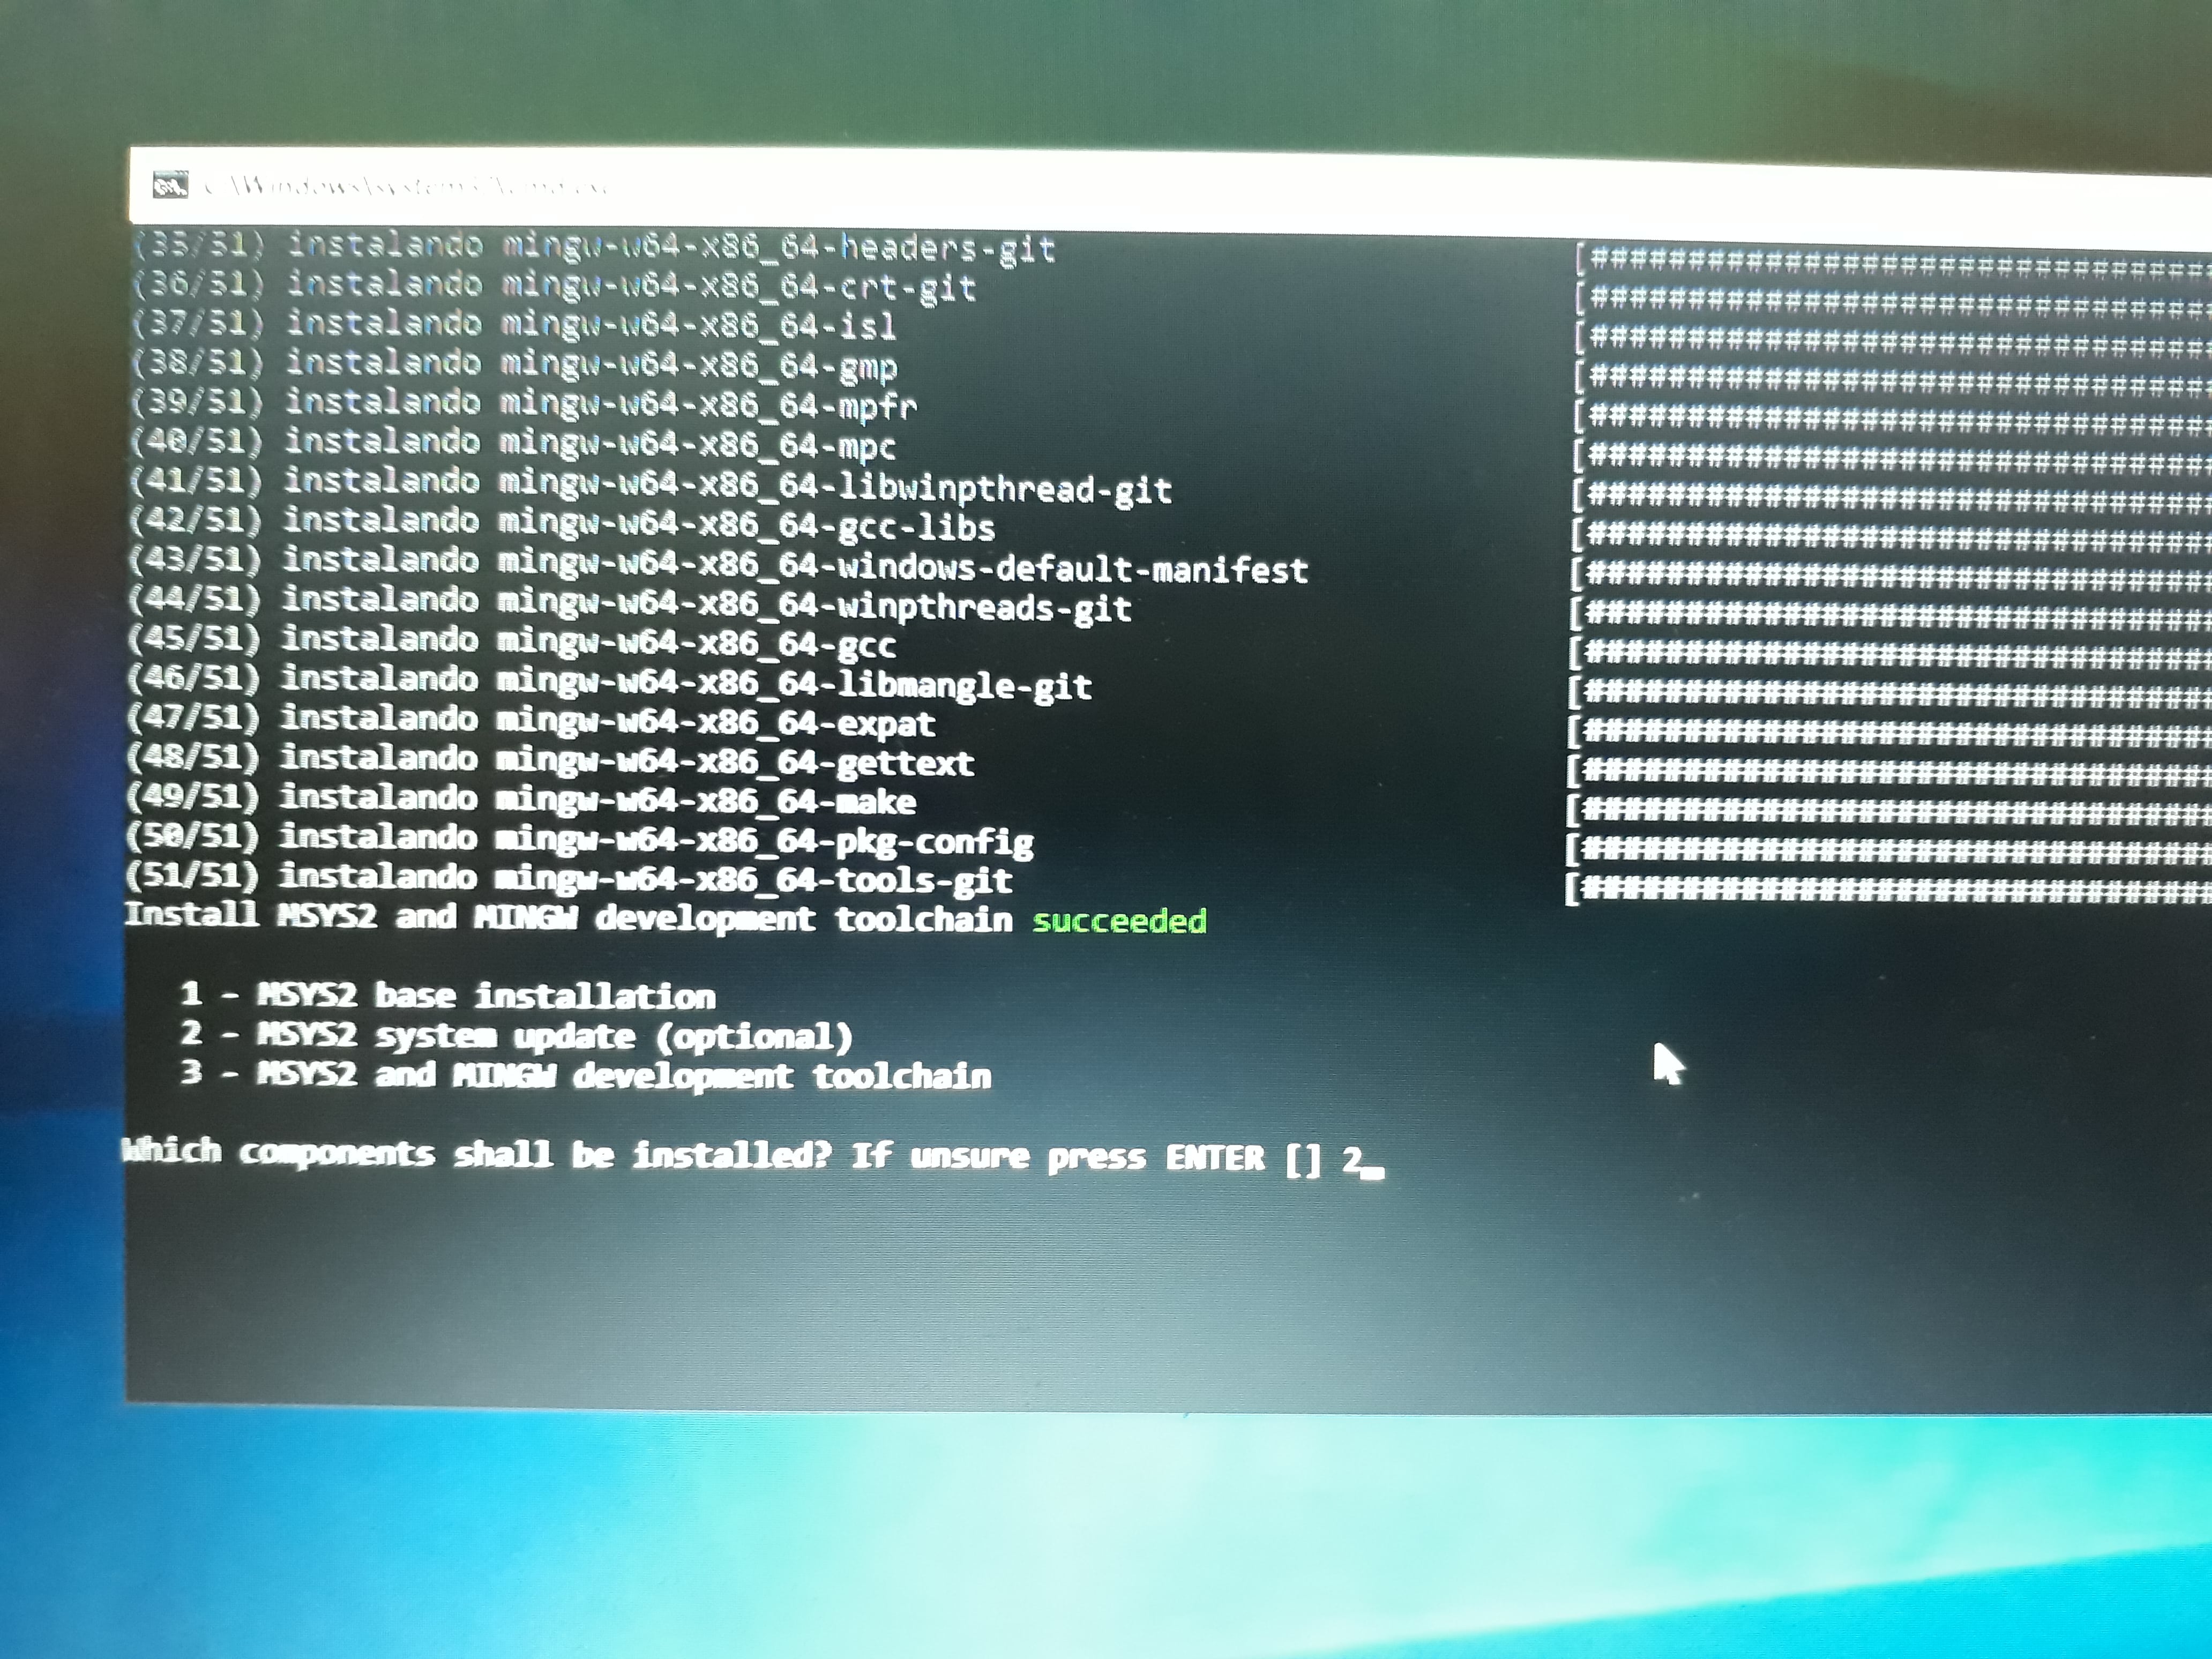 (35/51) instalando mingw-w64-x86_64-headers-git [################################
(36/51) instalando mingw-w64-x86_64-crt-git [################################
(37/51) instalando mingw-w64-x86_64-isl [################################
(38/51) instalando mingw-w64-x86_64-gmp [################################
(39/51) instalando mingw-w64-x86_64-mpfr [################################
(40/51) instalando mingw-w64-x86_64-mpc [################################
(41/51) instalando mingw-w64-x86_64-libwinpthread-git [################################
(42/51) instalando mingw-w64-x86_64-gcc-libs [################################
(43/51) instalando mingw-w64-x86_64-windows-default-manifest [################################
(44/51) instalando mingw-w64-x86_64-winpthreads-git [################################
(45/51) instalando mingw-w64-x86_64-gcc [################################
(46/51) instalando mingw-w64-x86_64-libmangle-git [################################
(47/51) instalando mingw-w64-x86_64-expat [################################
(48/51) instalando mingw-w64-x86_64-gettext [################################
(49/51) instalando mingw-w64-x86_64-make [################################
(50/51) instalando mingw-w64-x86_64-pkg-config [################################
(51/51) instalando mingw-w64-x86_64-tools-git [################################
Install MSYS2 and MINGW development toolchain succeeded
1 - MSYS2 base installation
2 - MSYS2 system update (optional)
3 - MSYS2 and MINGW development toolchain
Which components shall be installed? If unsure press ENTER [] 2_